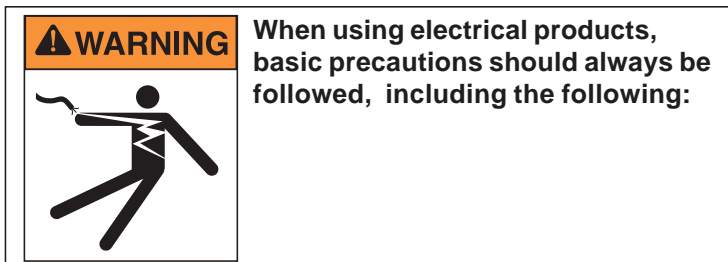 WARNING
When using electrical products,
basic precautions should always be
followed, including the following: